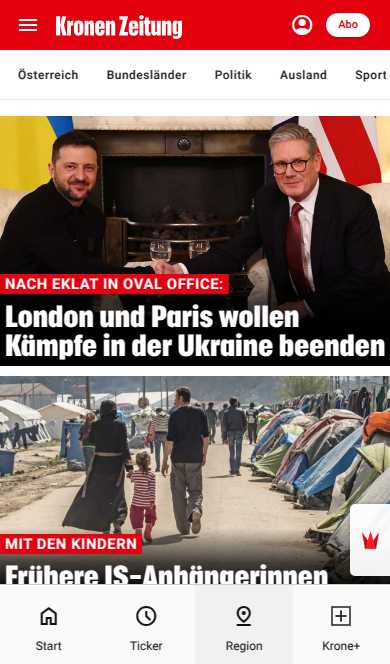 Kronen Zeitung
Abo
Österreich Bundesländer Politik Ausland Sport
NACH EKLAT IN OVAL OFFICE:
London und Paris wollen
Kämpfe in der Ukraine beenden
MIT DEN KINDERN
Frühere IS-Anhängerinnen
Start Ticker Region Krone+